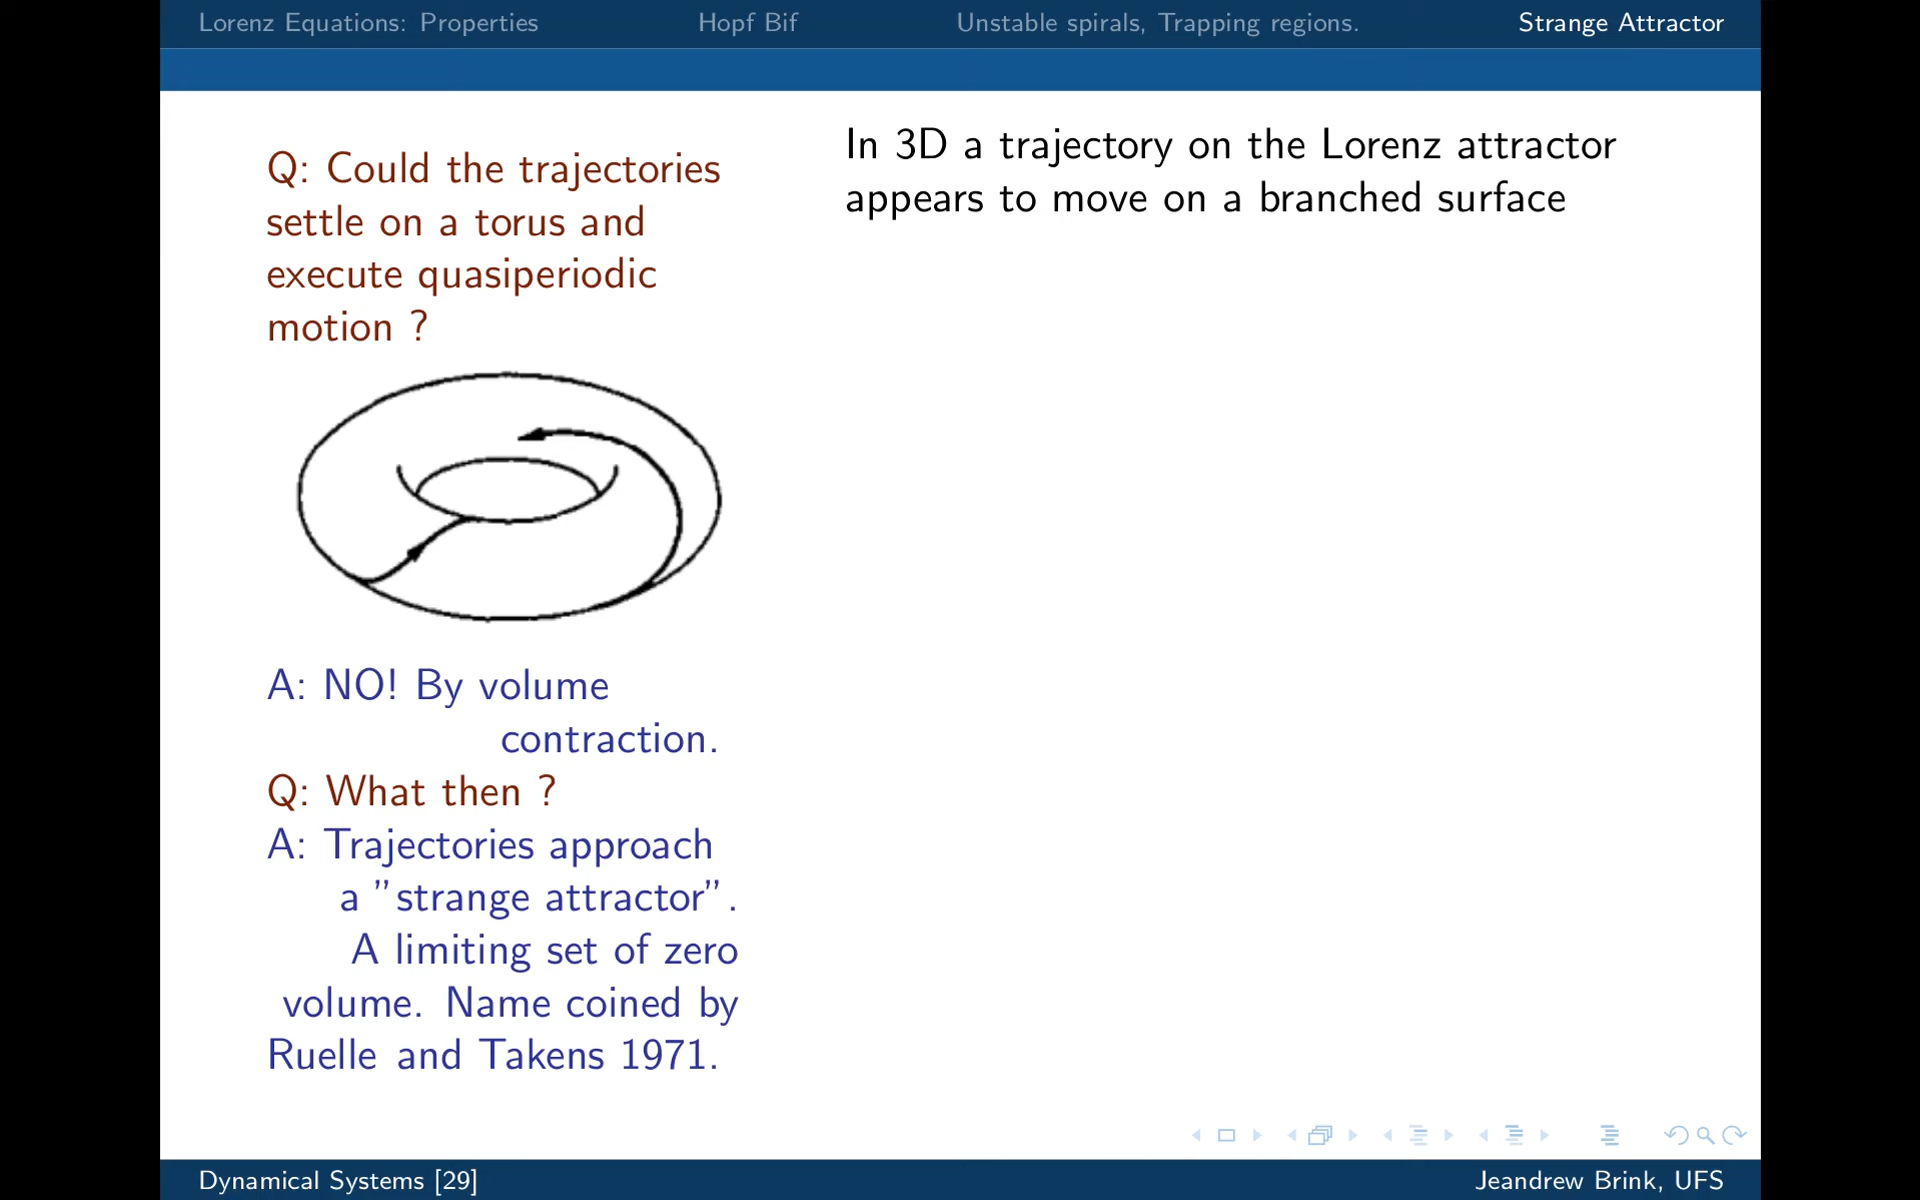 Lorenz Equations: Properties Hopf Bif Unstable spirals, Trapping regions. Strange Attractor
Q: Could the trajectories
settle on a torus and
execute quasiperiodic
motion ?
A: NO! By volume
contraction.
Q: What then ?
A: Trajectories approach
a ”strange attractor”.
A limiting set of zero
volume. Name coined by
Ruelle and Takens 1971.
In 3D a trajectory on the Lorenz attractor
appears to move on a branched surface
Dynamical Systems [29] Jeandrew Brink, UFS